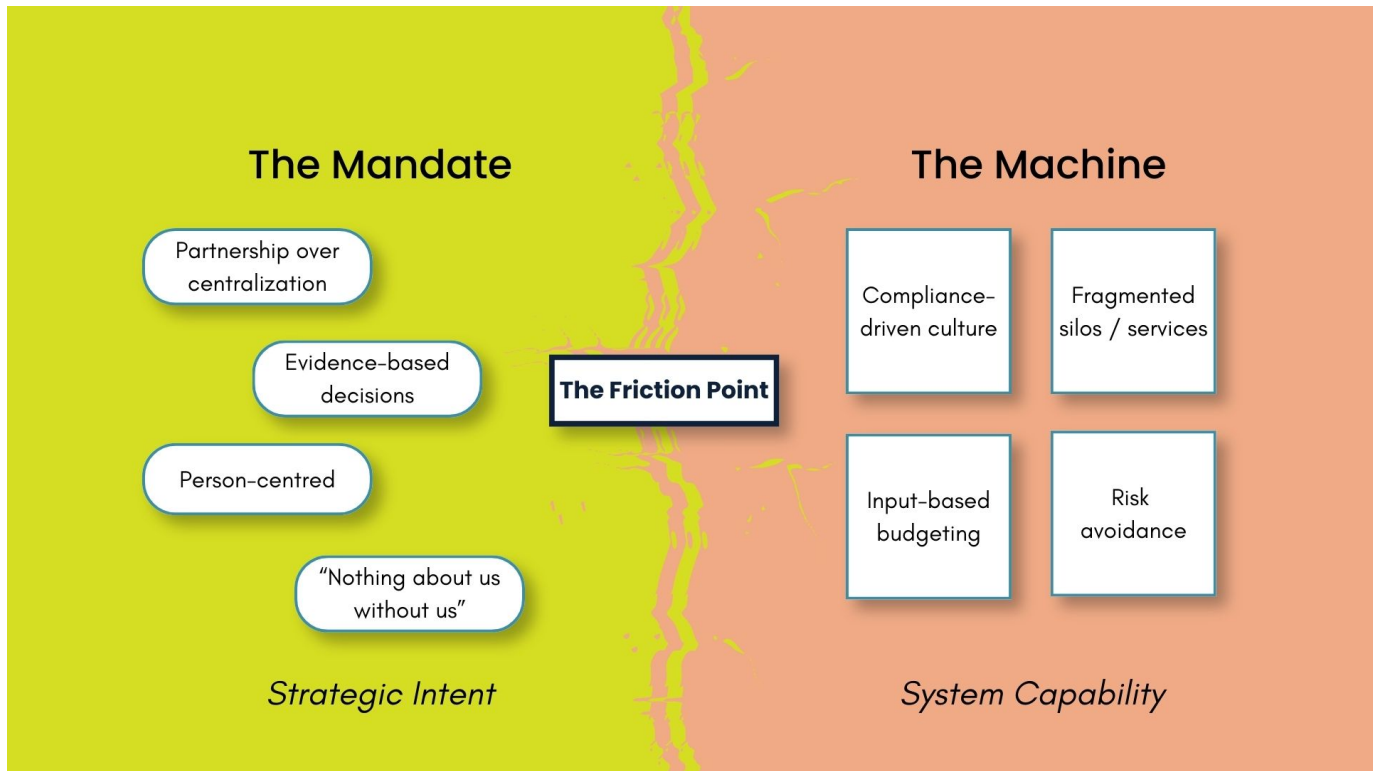 The Mandate
Partnership over
centralization
Evidence-based
decisions
Person-centred
“Nothing about us
without us”
Strategic Intent
The Friction Point
The Machine
Compliance-
driven culture
Fragmented
silos / services
Input-based
budgeting
Risk
avoidance
System Capability